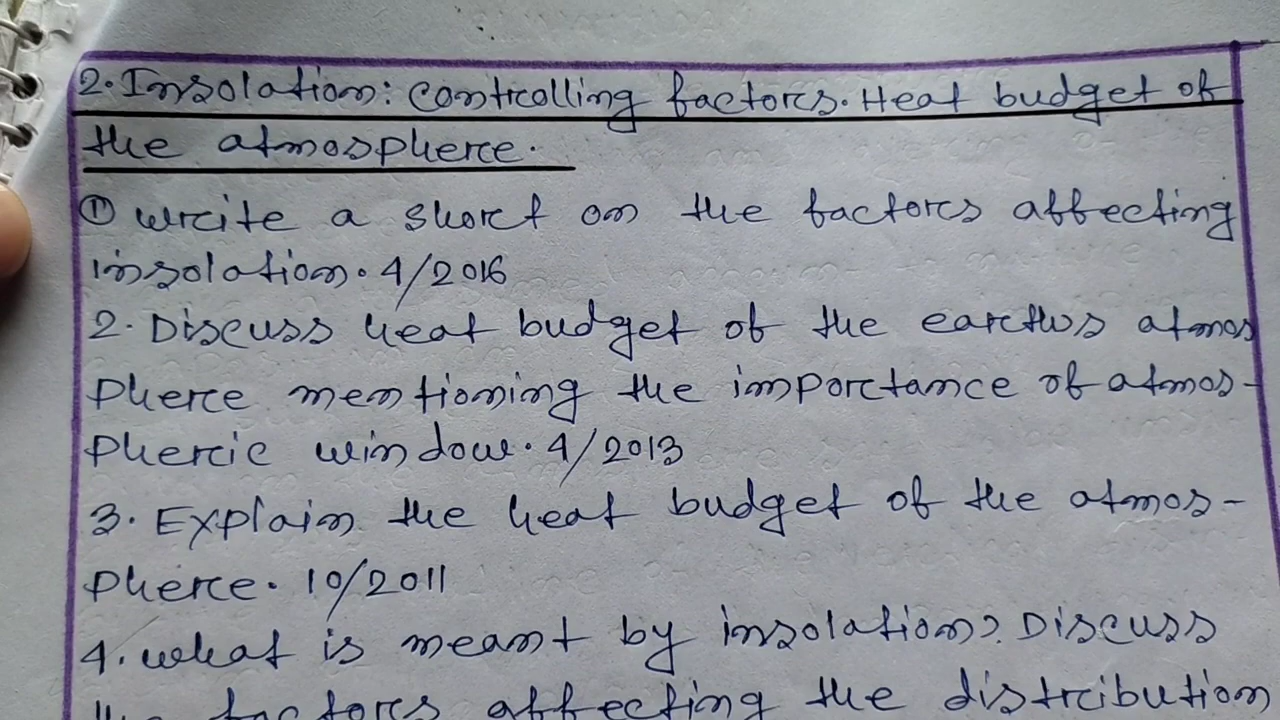 2. Insolation: Controlling factors. Heat budget of
the atmosphere.
① Write a short on the factors affecting
insolation. 4/2016
2. Discuss heat budget of the earths atmos
phere mentioning the importance of atmos-
pheric window. 4/2013
3. Explain the heat budget of the atmos-
phere. 10/2011
4. What is meant by insolation? Discuss
the factors affecting the distribution